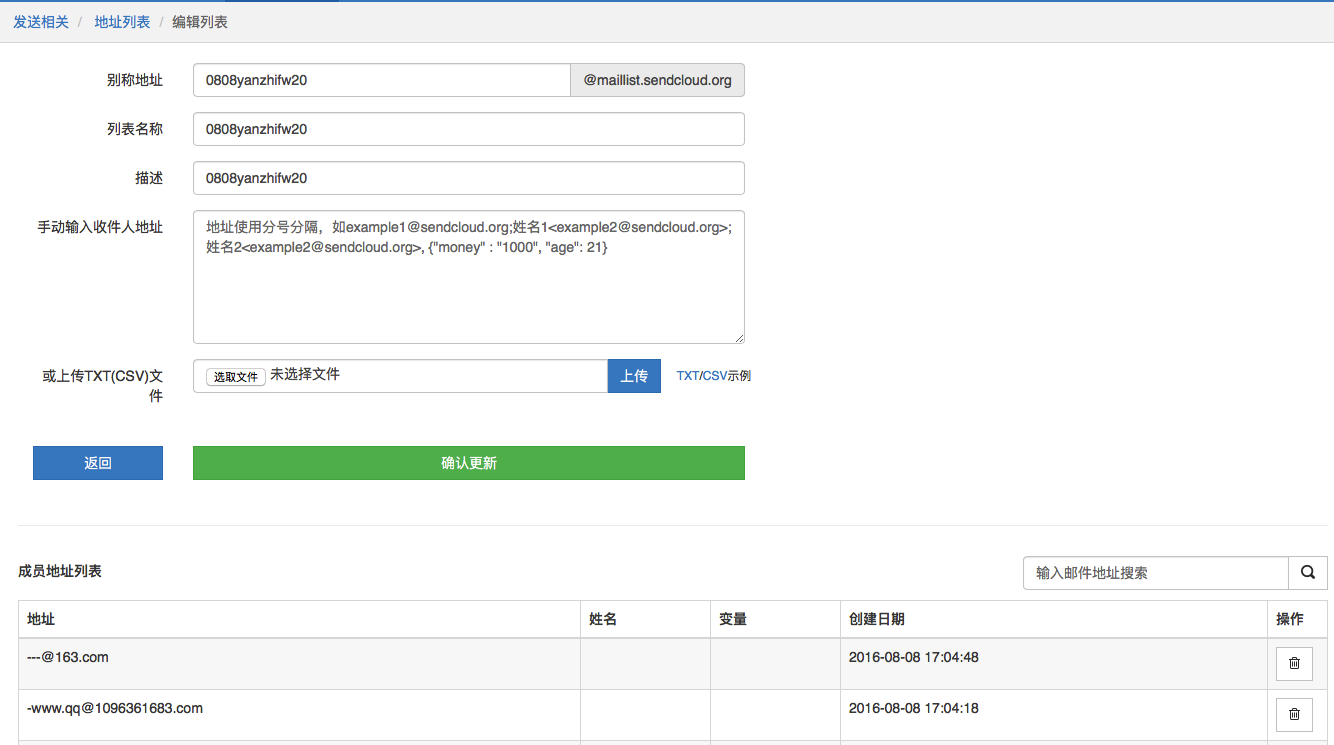 发送相关 / 地址列表 / 编辑列表
别称地址 0808yanzhifw20 @maillist.sendcloud.org
列表名称 0808yanzhifw20
描述 0808yanzhifw20
手动输入收件人地址 地址使用分号分隔，如example1@sendcloud.org;姓名1<example2@sendcloud.org>;
姓名2<example2@sendcloud.org>, {"money" : "1000", "age": 21}
或上传TXT(CSV)文
件
选取文件 未选择文件 上传 TXT/CSV示例
返回 确认更新
成员地址列表 输入邮件地址搜索
地址 姓名 变量 创建日期 操作
---@163.com 2016-08-08 17:04:48
-www.qq@1096361683.com 2016-08-08 17:04:18